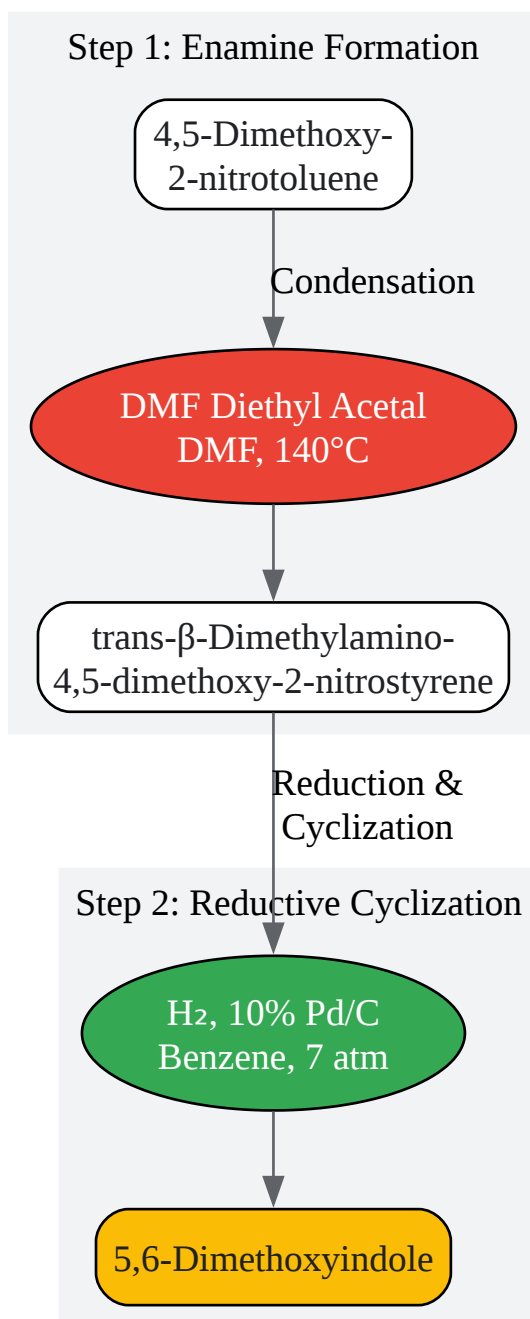 Step 1: Enamine Formation
4,5-Dimethoxy-
2-nitrotoluene
Condensation
DMF Diethyl Acetal
DMF, 140°C
trans-β-Dimethylamino-
4,5-dimethoxy-2-nitrostyrene
Reduction &
Cyclization
Step 2: Reductive Cyclization
H₂, 10% Pd/C
Benzene, 7 atm
5,6-Dimethoxyindole